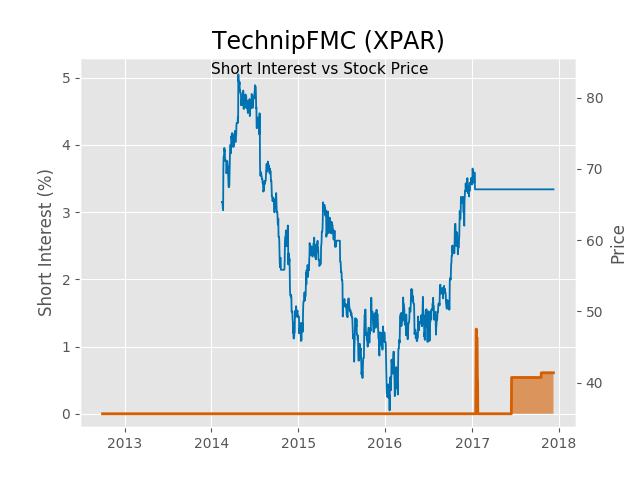 TechnipFMC (XPAR)
Short Interest vs Stock Price
Short Interest (%)
5
4
3
2
1
0
80
70
60
50
40
Price
2013 2014 2015 2016 2017 2018